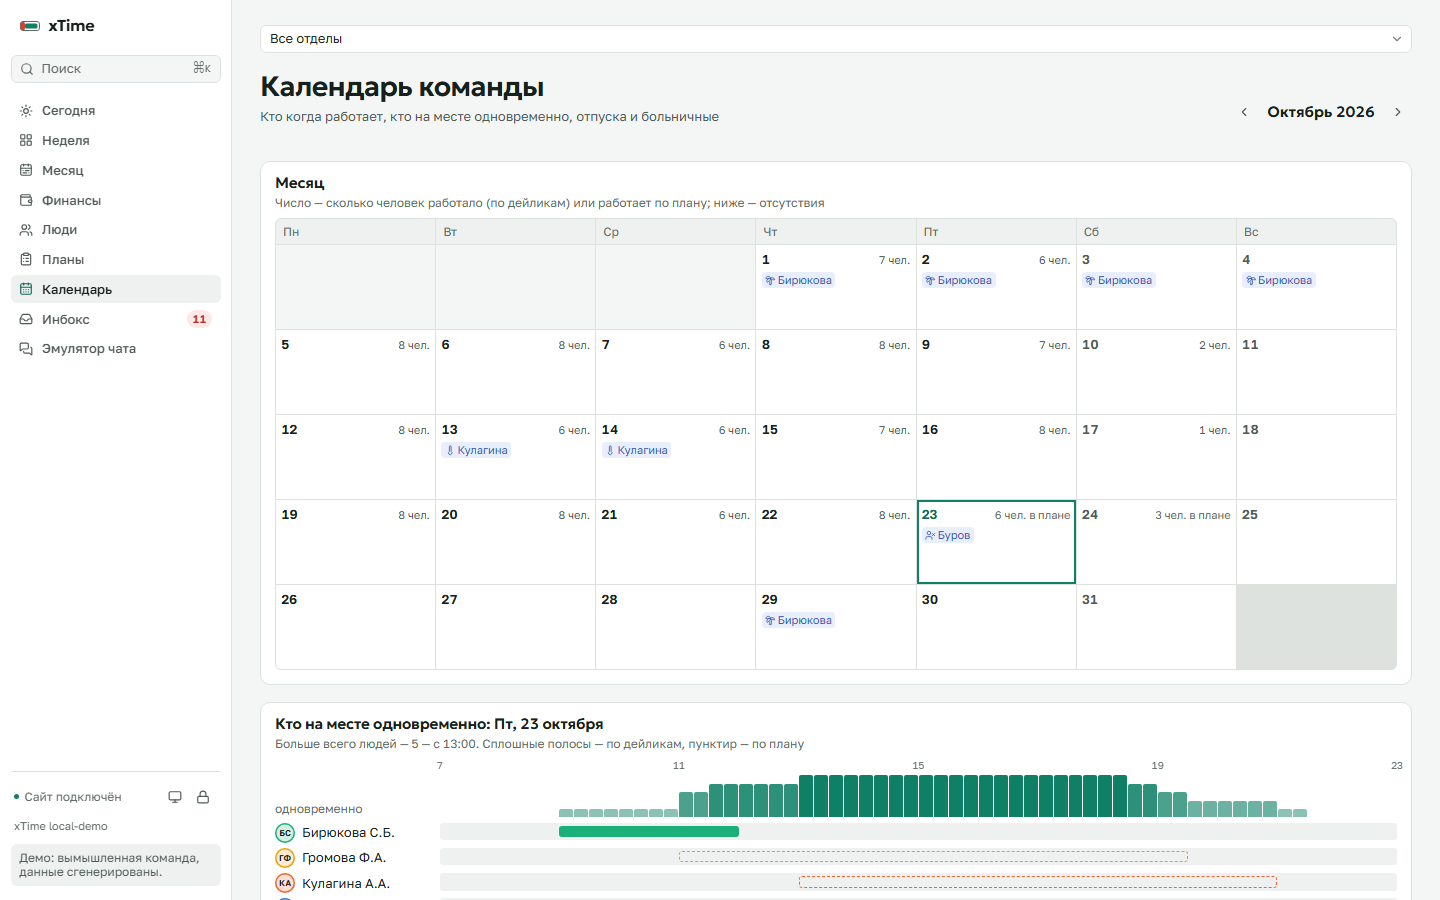 xTime
Поиск ⌘K
Сегодня
Неделя
Месяц
Финансы
Люди
Планы
Календарь
Инбокс 11
Эмулятор чата
Сайт подключён
xTime local-demo
Демо: вымышленная команда,
данные сгенерированы.
Все отделы
Календарь команды
Кто когда работает, кто на месте одновременно, отпуска и больничные
Октябрь 2026
Месяц
Число — сколько человек работало (по дейликам) или работает по плану; ниже — отсутствия
Пн Вт Ср Чт Пт Сб Вс
1 7 чел. 2 6 чел. 3 4
Бирюкова Бирюкова Бирюкова Бирюкова
5 8 чел. 6 8 чел. 7 6 чел. 8 8 чел. 9 7 чел. 10 2 чел. 11
12 8 чел. 13 6 чел. 14 6 чел. 15 7 чел. 16 8 чел. 17 1 чел. 18
Кулагина Кулагина
19 8 чел. 20 8 чел. 21 6 чел. 22 8 чел. 23 6 чел. в плане 24 3 чел. в плане 25
Буров
26 27 28 29 30 31
Бирюкова
Кто на месте одновременно: Пт, 23 октября
Больше всего людей — 5 — с 13:00. Сплошные полосы — по дейликам, пунктир — по плану
7 11 15 19 23
одновременно
БС Бирюкова С.Б.
ГФ Громова Ф.А.
КА Кулагина А.А.